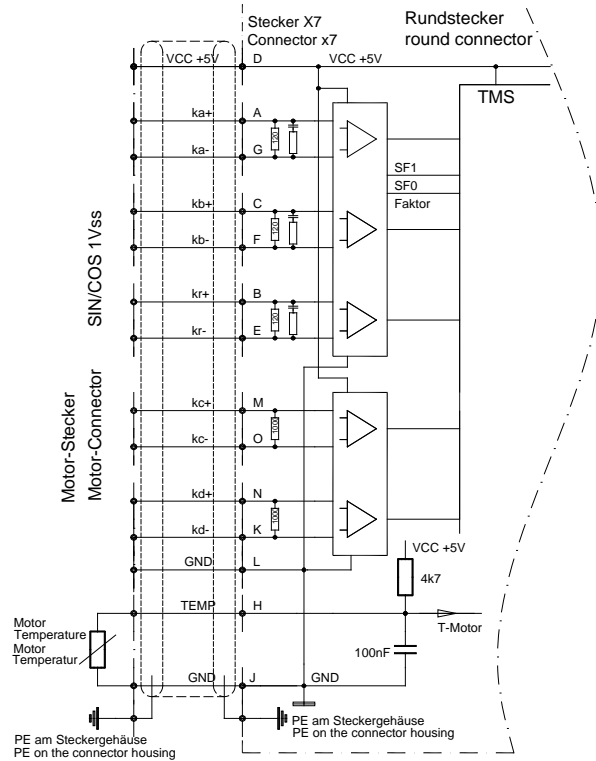 Stecker X7
Connector x7
Rundstecker
round connector
VCC +5V
D
VCC +5V
TMS
ka+
A
120
ka-
G
SF1
SF0
Faktor
kb+
C
120
kb-
F
SIN/COS 1Vss
kr+
B
120
kr-
E
Motor-Stecker
Motor-Connector
kc+
M
1000
kc-
O
kd+
N
1000
kd-
K
VCC +5V
GND
L
4k7
TEMP
H
T-Motor
Motor
Temperature
Motor
Temperatur
100nF
GND
J
GND
PE am Steckergehäuse
PE on the connector housing
PE am Steckergehäuse
PE on the connector housing